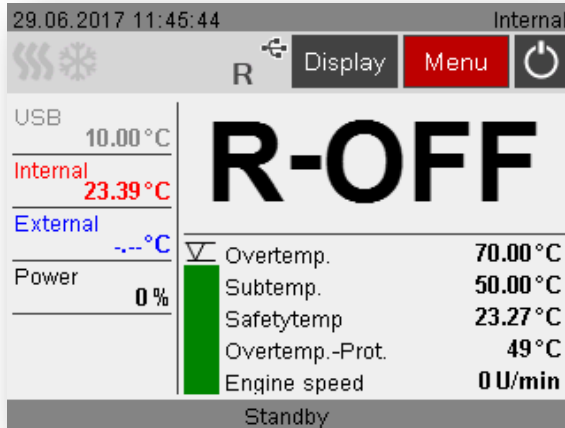 29.06.2017 11:45:44 Internal
R Display Menu
USB
10.00°C
Internal
23.39°C
External
-.--°C
Power
0 %
R-OFF
Overtemp. 70.00°C
Subtemp. 50.00°C
Safetytemp 23.27°C
Overtemp.-Prot. 49°C
Engine speed 0 U/min
Standby